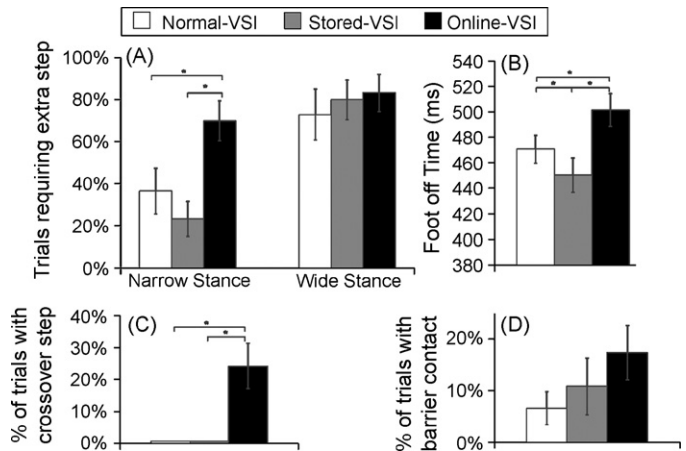 Normal-VSI Stored-VSI Online-VSI
(A)
Trials requiring extra step
100%
80%
60%
40%
20%
0%
* 
*
Narrow Stance Wide Stance
(B)
Foot off Time (ms)
540
520
500
480
460
440
420
400
380
*
* *
(C)
% of trials with
crossover step
40%
30%
20%
10%
0%
*
*
(D)
% of trials with
barrier contact
20%
10%
0%